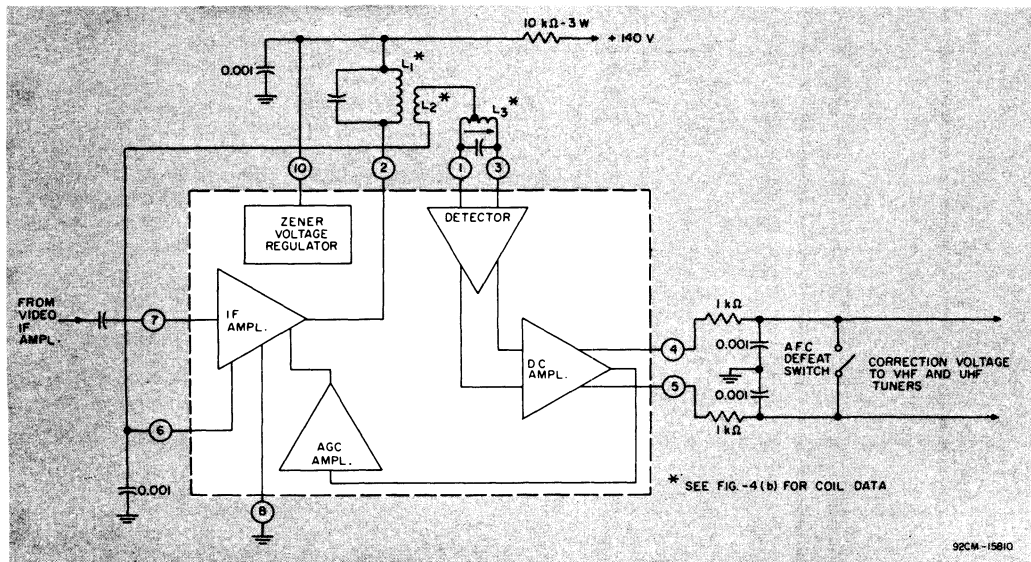 10 kΩ-3 W
+ 140 V
0.001
L1*
L2*
L3*
10
2
1
3
ZENER
VOLTAGE
REGULATOR
DETECTOR
FROM
VIDEO
IF
AMPL.
7
IF
AMPL.
DC
AMPL.
4
5
1 kΩ
0.001
0.001
1 kΩ
AFC
DEFEAT
SWITCH
CORRECTION VOLTAGE
TO VHF AND UHF
TUNERS
6
AGC
AMPL.
0.001
8
* SEE FIG.-4(b) FOR COIL DATA
92CM-15810